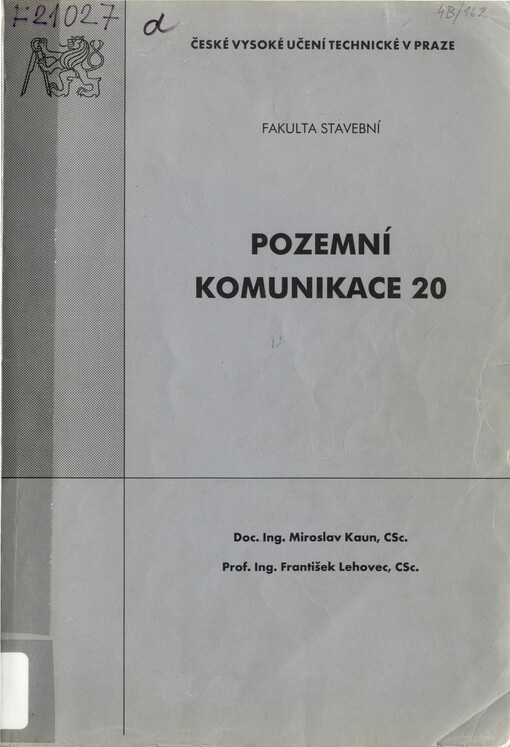 F21027 d
4B/162
ČESKÉ VYSOKÉ UČENÍ TECHNICKÉ V PRAZE
FAKULTA STAVEBNÍ
POZEMNÍ
KOMUNIKACE 20
Doc. Ing. Miroslav Kaun, CSc.
Prof. Ing. František Lehovec, CSc.